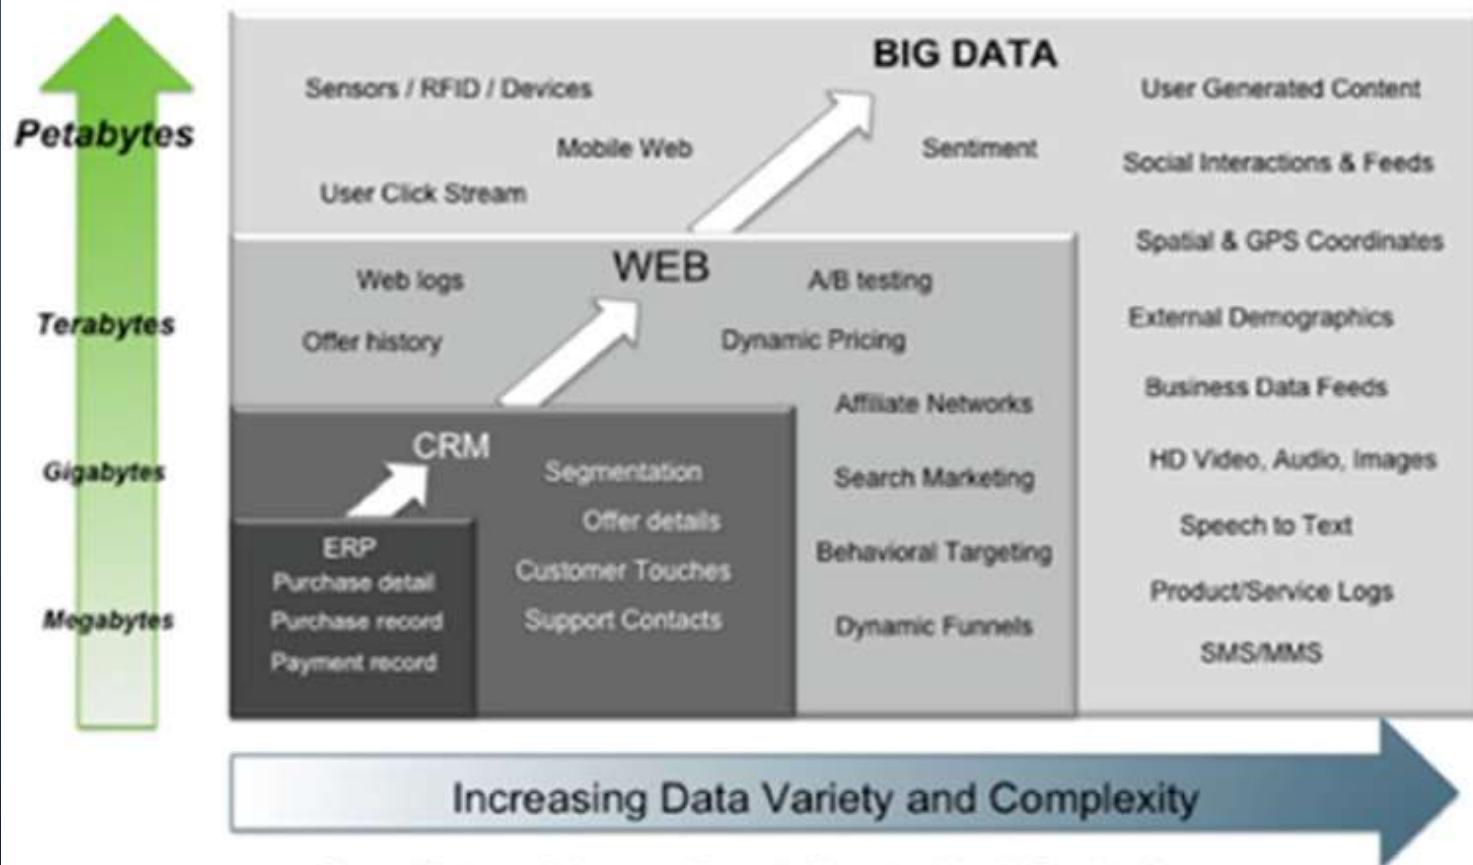 Petabytes
Terabytes
Gigabytes
Megabytes
BIG DATA
Sensors / RFID / Devices
Mobile Web
User Click Stream
Sentiment
User Generated Content
Social Interactions & Feeds
Spatial & GPS Coordinates
External Demographics
Business Data Feeds
HD Video, Audio, Images
Speech to Text
Product/Service Logs
SMS/MMS
WEB
Web logs
Offer history
A/B testing
Dynamic Pricing
Affiliate Networks
Search Marketing
Behavioral Targeting
Dynamic Funnels
CRM
Segmentation
Offer details
Customer Touches
Support Contacts
ERP
Purchase detail
Purchase record
Payment record
Increasing Data Variety and Complexity